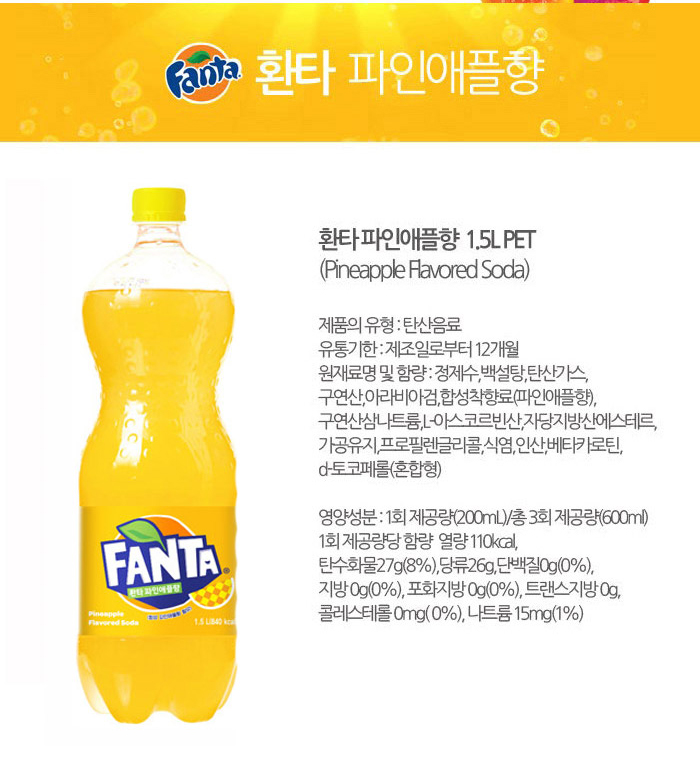 Fanta 환타 파인애플향
환타 파인애플향 1.5L PET
(Pineapple Flavored Soda)
제품의 유형 : 탄산음료
유통기한 : 제조일로부터 12개월
원재료명 및 함량 : 정제수,백설탕,탄산가스,
구연산,아라비아검,합성착향료(파인애플향),
구연산삼나트륨,L-아스코르빈산,자당지방산에스테르,
가공유지,프로필렌글리콜,식염,인산,베타카로틴,
d-토코페롤(혼합형)
영양성분 : 1회 제공량(200mL)/총 3회 제공량(600ml)
1회 제공량당 함량 열량 110kcal,
탄수화물27g(8%),당류26g,단백질0g(0%),
지방 0g(0%), 포화지방 0g(0%), 트랜스지방 0g,
콜레스테롤 0mg( 0%), 나트륨 15mg(1%)
FANTA
환타 파인애플향
Pineapple
Flavored Soda
1.5 L(640 kcal